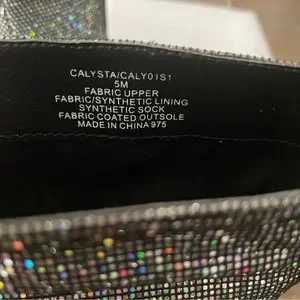 CALYSTA/CALY01S1
5M
FABRIC UPPER
FABRIC/SYNTHETIC LINING
SYNTHETIC SOCK
FABRIC COATED OUTSOLE
MADE IN CHINA 975